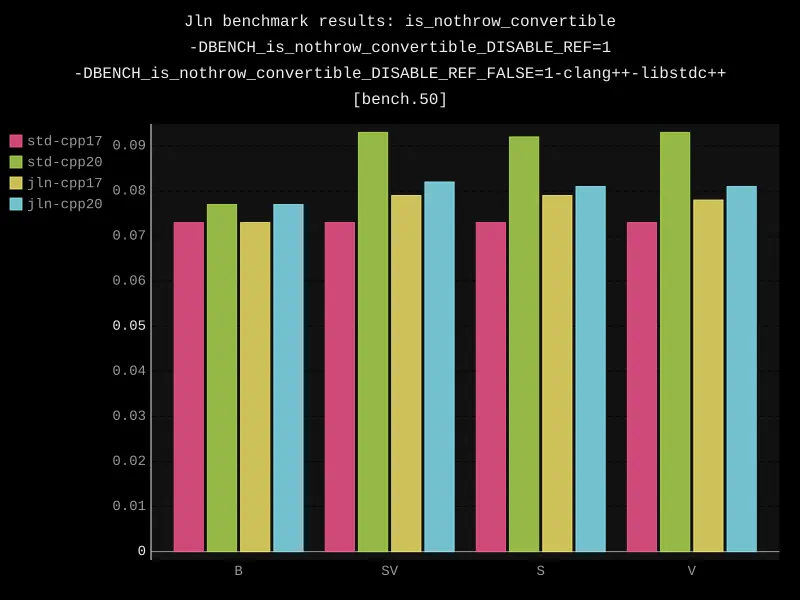 Jln benchmark results: is_nothrow_convertible
-DBENCH_is_nothrow_convertible_DISABLE_REF=1
-DBENCH_is_nothrow_convertible_DISABLE_REF_FALSE=1-clang++-libstdc++
[bench.50]
std-cpp17
std-cpp20
jln-cpp17
jln-cpp20
0.09
0.08
0.07
0.06
0.05
0.04
0.03
0.02
0.01
0
B SV S V